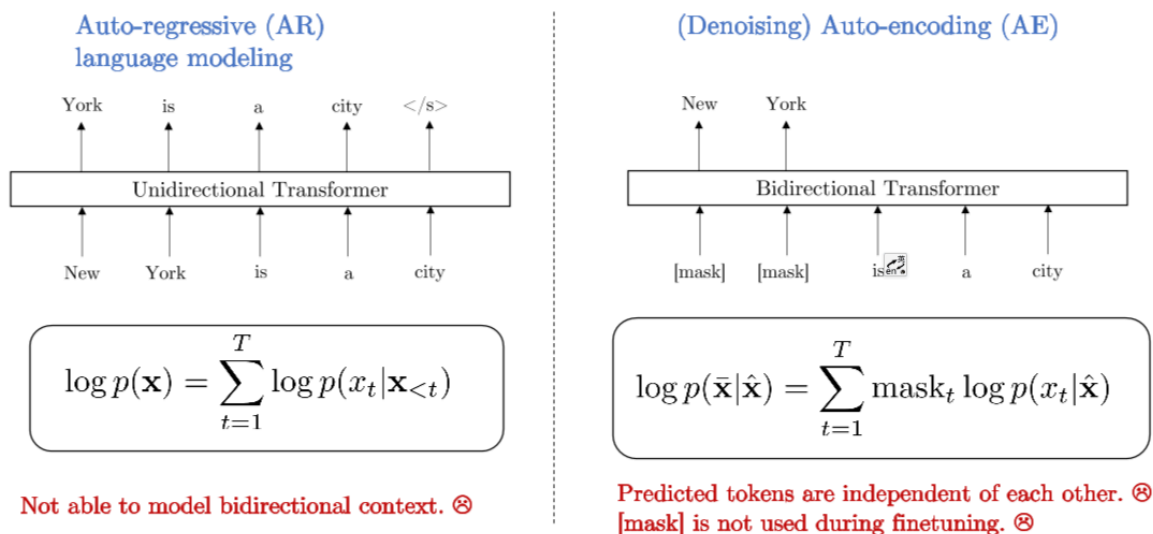 Auto-regressive (AR)
language modeling
York is a city </s>
Unidirectional Transformer
New York is a city
log p(x) = ∑_{t=1}^{T} log p(x_t|x_{<t})
Not able to model bidirectional context. ☹
(Denoising) Auto-encoding (AE)
New York
Bidirectional Transformer
[mask] [mask] is a city
log p(x̄|x̂) = ∑_{t=1}^{T} mask_t log p(x_t|x̂)
Predicted tokens are independent of each other. ☹
[mask] is not used during finetuning. ☹